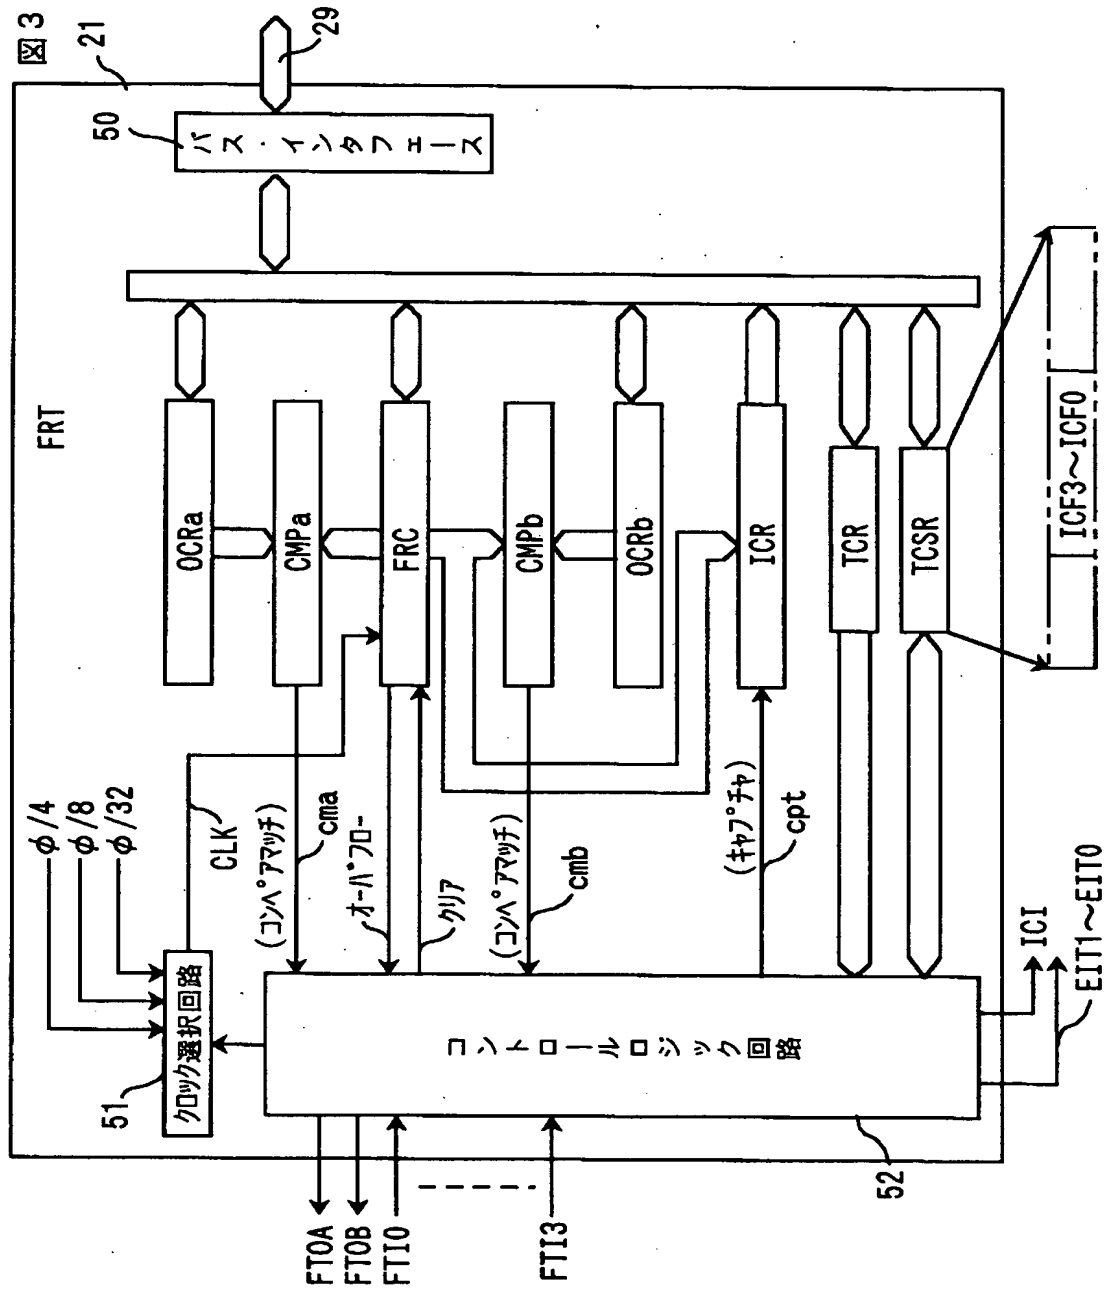 図3
21
29
50
バス・インタフェース
FRT
OCRa
CMPa
FRC
CMPb
OCRb
ICR
TCR
TCSR
ICF3～ICF0
φ/4
φ/8
φ/32
CLK
51
クロック選択回路
(コンペアマッチ)
cma
オーバフロー
クリア
(コンペアマッチ)
cmb
(キャプチャ)
cpt
コントロールロジック回路
52
FTOA
FTOB
FTI0
FTI3
ICI
EIT1～EIT0